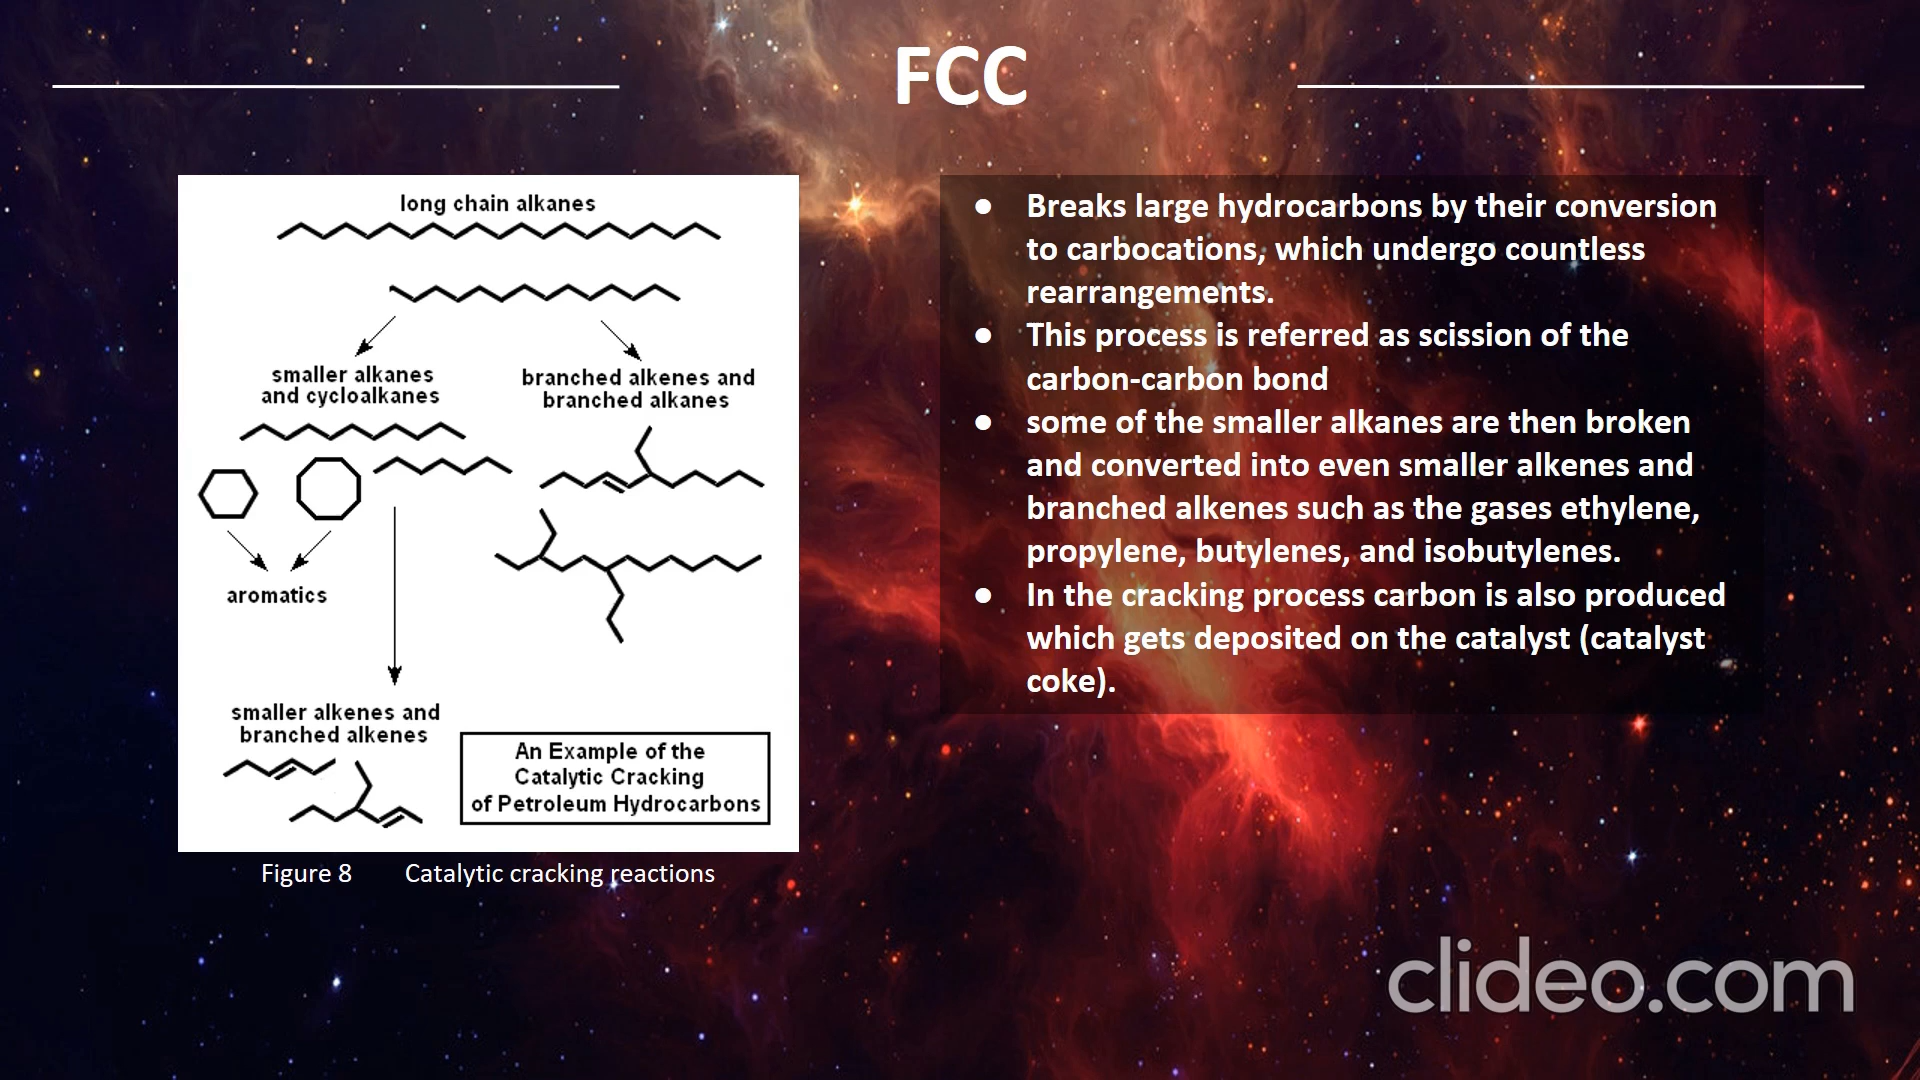 FCC
long chain alkanes
smaller alkanes
and cycloalkanes
branched alkenes and
branched alkanes
aromatics
smaller alkenes and
branched alkenes
An Example of the
Catalytic Cracking
of Petroleum Hydrocarbons
Figure 8 Catalytic cracking reactions
● Breaks large hydrocarbons by their conversion
to carbocations, which undergo countless
rearrangements.
● This process is referred as scission of the
carbon-carbon bond
● some of the smaller alkanes are then broken
and converted into even smaller alkenes and
branched alkenes such as the gases ethylene,
propylene, butylenes, and isobutylenes.
● In the cracking process carbon is also produced
which gets deposited on the catalyst (catalyst
coke).
clideo.com